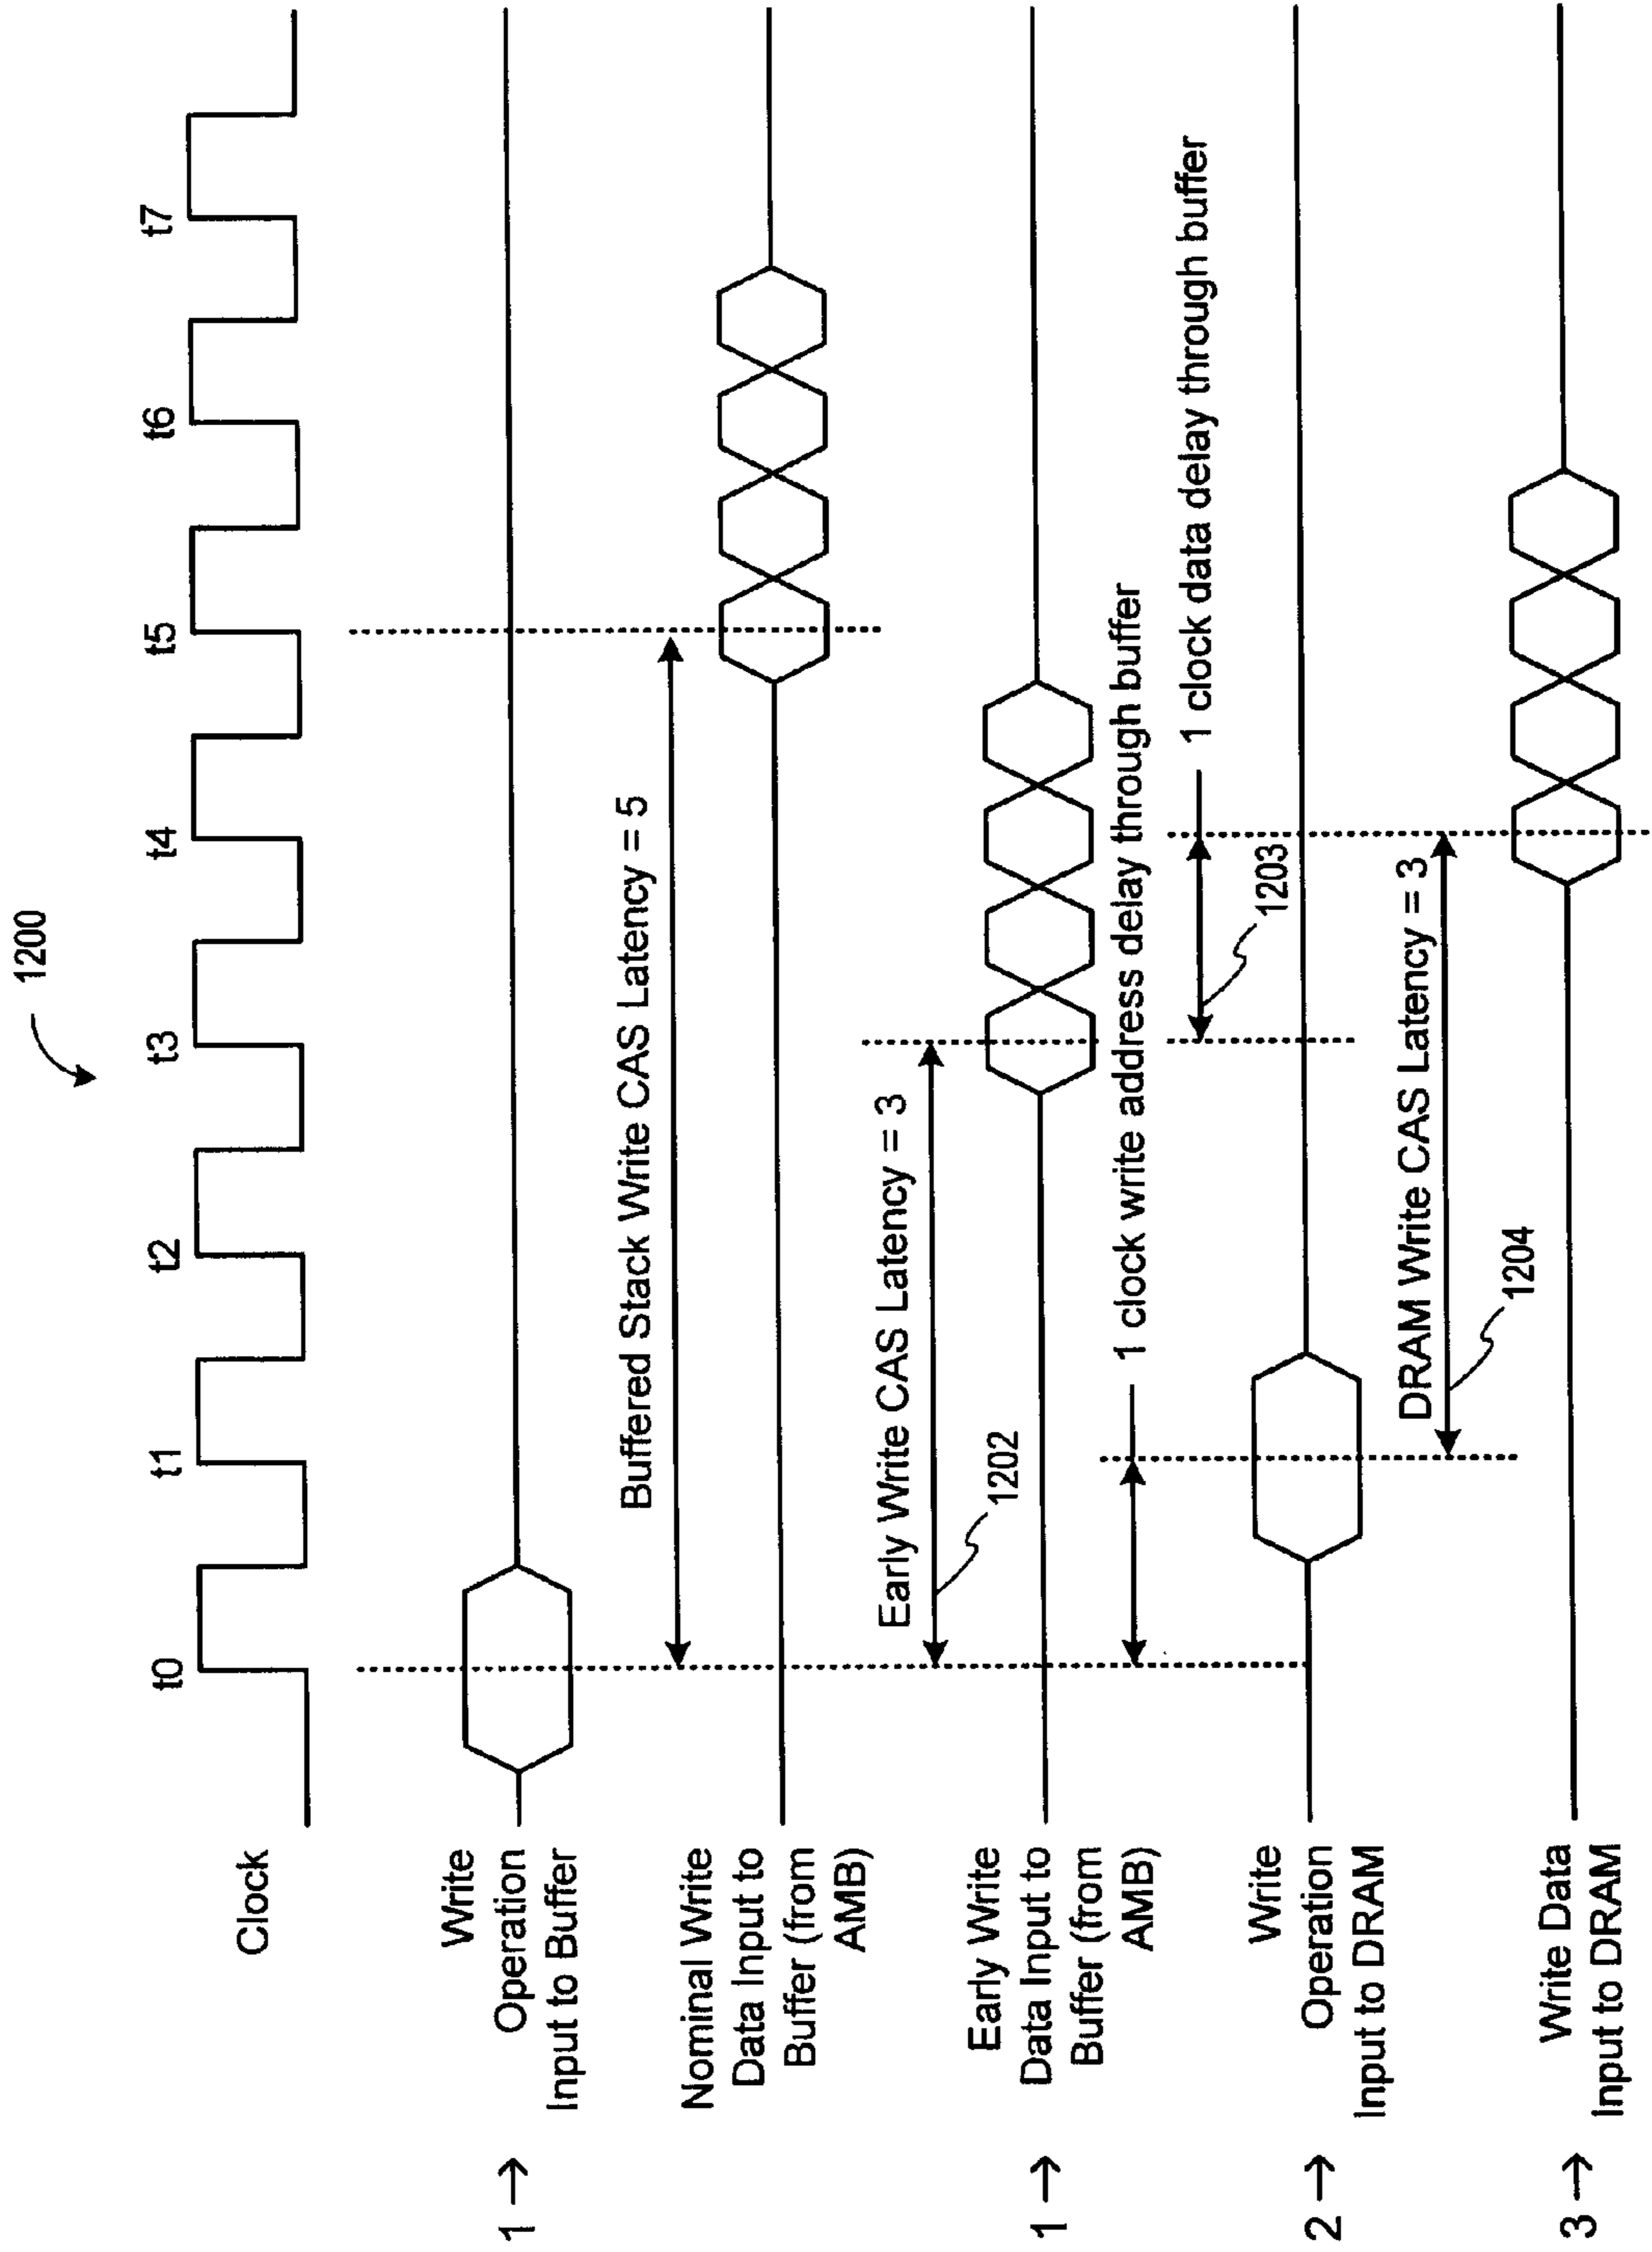 1200
t0 t1 t2 t3 t4 t5 t6 t7
Clock
1 → Write
Operation
Input to Buffer
Buffered Stack Write CAS Latency = 5
Nominal Write
Data Input to
Buffer (from
AMB)
Early Write CAS Latency = 3
1202
1 → Early Write
Data Input to
Buffer (from
AMB)
1 clock write address delay through buffer
1 clock data delay through buffer
1203
2 → Write
Operation
Input to DRAM
DRAM Write CAS Latency = 3
1204
3 → Write Data
Input to DRAM